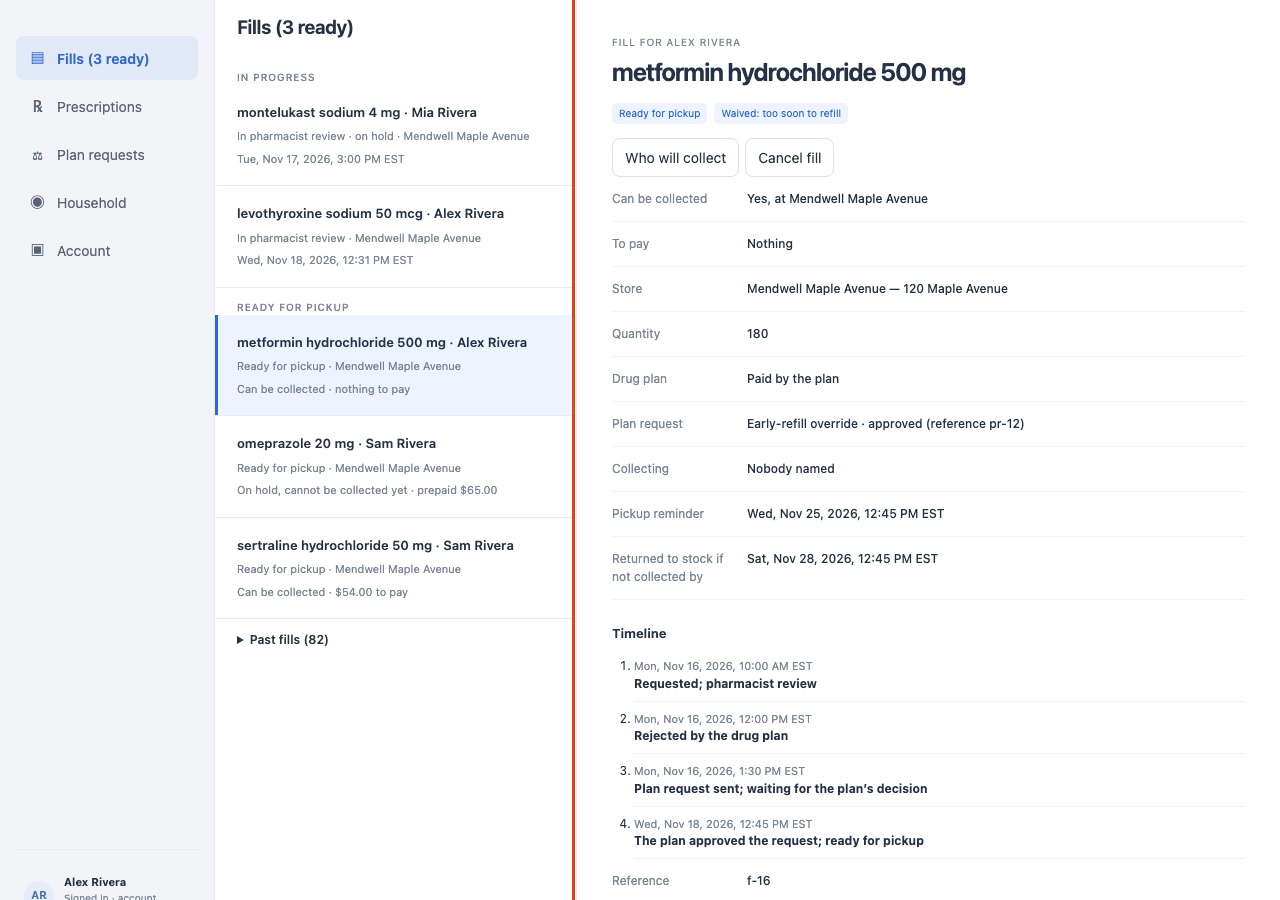 Fills (3 ready)
Prescriptions
Plan requests
Household
Account
AR
Alex Rivera
Signed in · account
Fills (3 ready)
IN PROGRESS
montelukast sodium 4 mg · Mia Rivera
In pharmacist review · on hold · Mendwell Maple Avenue
Tue, Nov 17, 2026, 3:00 PM EST
levothyroxine sodium 50 mcg · Alex Rivera
In pharmacist review · Mendwell Maple Avenue
Wed, Nov 18, 2026, 12:31 PM EST
READY FOR PICKUP
metformin hydrochloride 500 mg · Alex Rivera
Ready for pickup · Mendwell Maple Avenue
Can be collected · nothing to pay
omeprazole 20 mg · Sam Rivera
Ready for pickup · Mendwell Maple Avenue
On hold, cannot be collected yet · prepaid $65.00
sertraline hydrochloride 50 mg · Sam Rivera
Ready for pickup · Mendwell Maple Avenue
Can be collected · $54.00 to pay
Past fills (82)
FILL FOR ALEX RIVERA
metformin hydrochloride 500 mg
Ready for pickup Waived: too soon to refill
Who will collect Cancel fill
Can be collected Yes, at Mendwell Maple Avenue
To pay Nothing
Store Mendwell Maple Avenue — 120 Maple Avenue
Quantity 180
Drug plan Paid by the plan
Plan request Early-refill override · approved (reference pr-12)
Collecting Nobody named
Pickup reminder Wed, Nov 25, 2026, 12:45 PM EST
Returned to stock if not collected by Sat, Nov 28, 2026, 12:45 PM EST
Timeline
1. Mon, Nov 16, 2026, 10:00 AM EST
Requested; pharmacist review
2. Mon, Nov 16, 2026, 12:00 PM EST
Rejected by the drug plan
3. Mon, Nov 16, 2026, 1:30 PM EST
Plan request sent; waiting for the plan’s decision
4. Wed, Nov 18, 2026, 12:45 PM EST
The plan approved the request; ready for pickup
Reference f-16